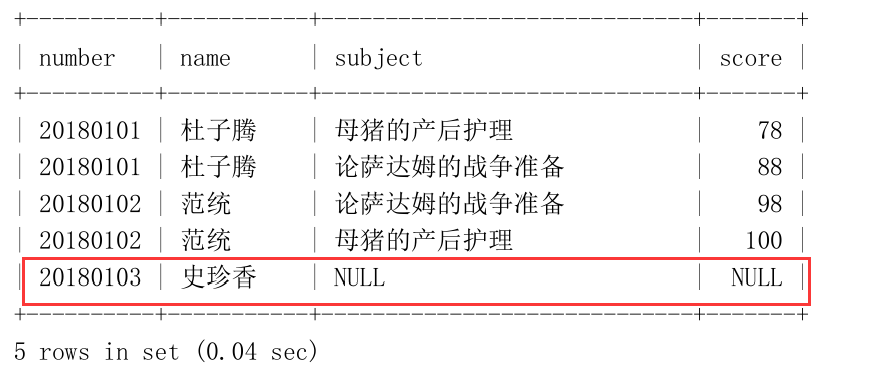 +----------+-----------+------------------------------+-------+
| number | name | subject | score |
+----------+-----------+------------------------------+-------+
| 20180101 | 杜子腾 | 母猪的产后护理 | 78 |
| 20180101 | 杜子腾 | 论萨达姆的战争准备 | 88 |
| 20180102 | 范统 | 论萨达姆的战争准备 | 98 |
| 20180102 | 范统 | 母猪的产后护理 | 100 |
| 20180103 | 史珍香 | NULL | NULL |
+----------+-----------+------------------------------+-------+
5 rows in set (0.04 sec)